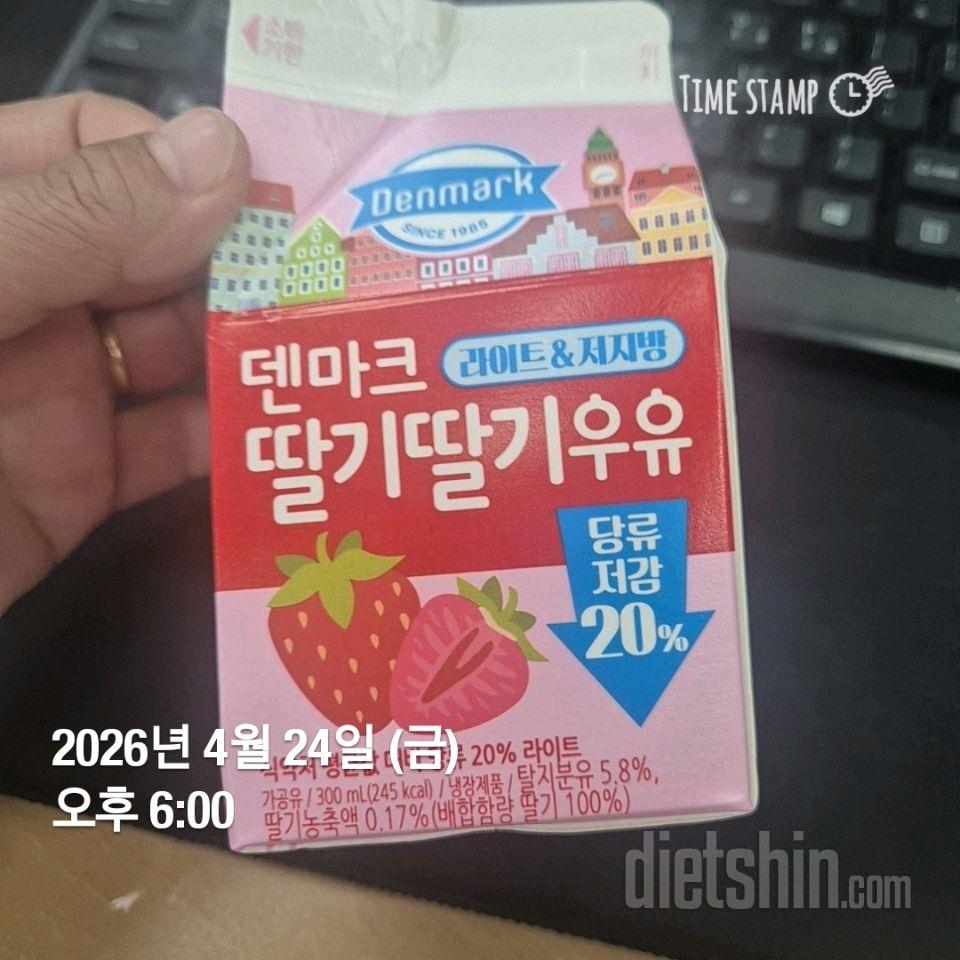 소비
기한
까지
TIME STAMP
Denmark
SINCE 1985
덴마크 라이트&저지방
딸기딸기우유
당류
저감
20%
2026년 4월 24일 (금)
20% 라이트
오후 6:00
가공유 / 300 mL(245 kcal) / 냉장제품 / 탈지분유 5.8%,
딸기농축액 0.17%(배합함량 딸기 100%)
dietshin.com